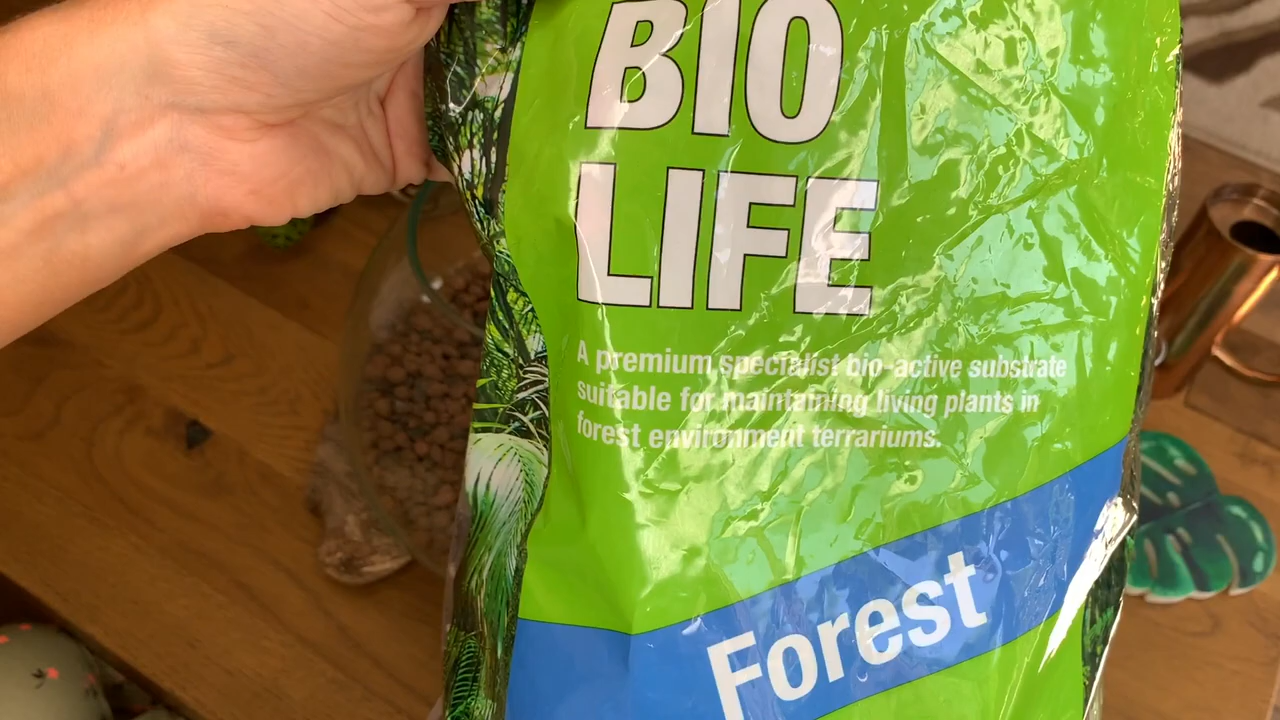 BIO
LIFE
A premium specialist bio-active substrate
suitable for maintaining living plants in
forest environment terrariums.
Forest